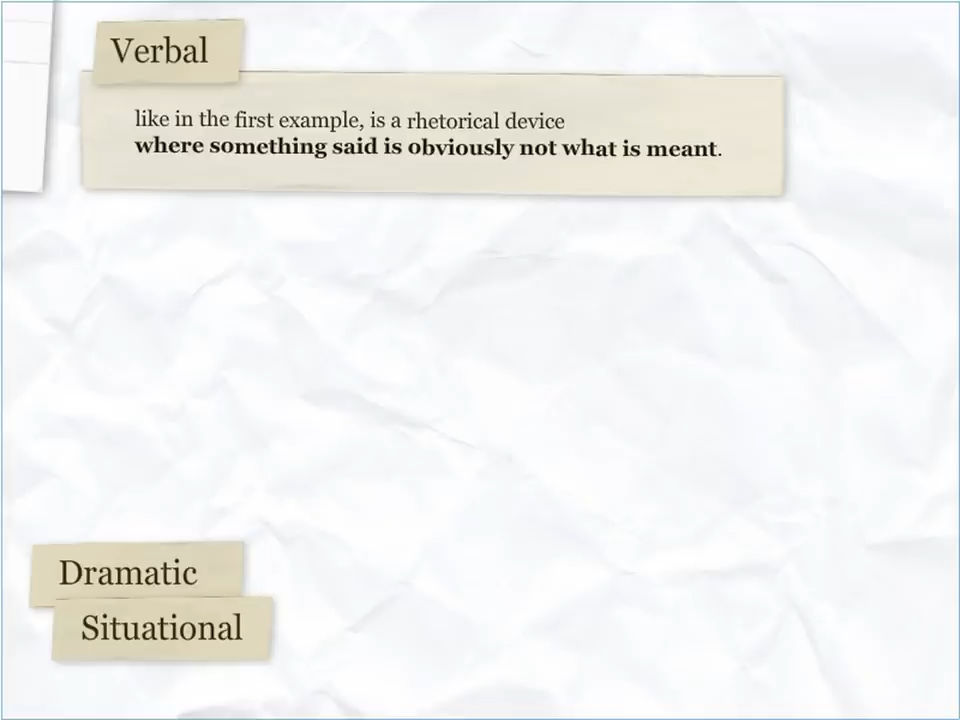 Verbal
like in the first example, is a rhetorical device
where something said is obviously not what is meant.
Dramatic
Situational